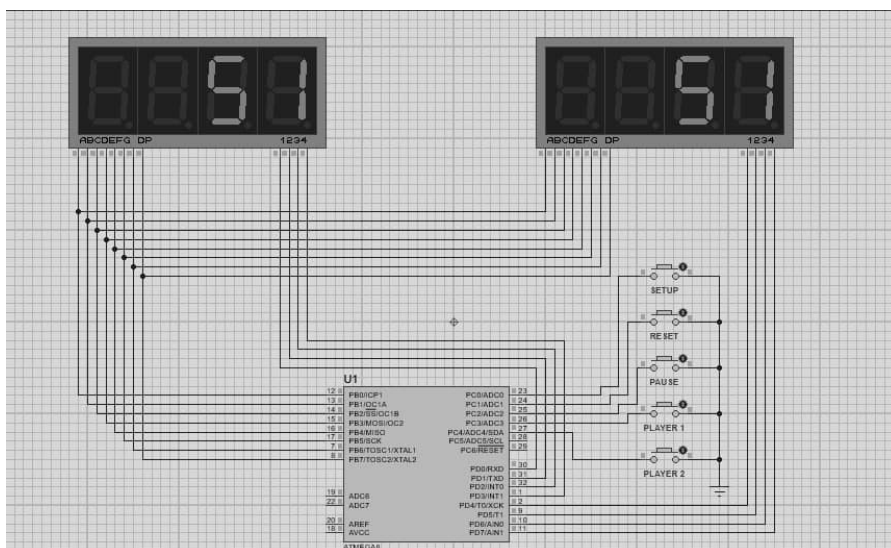 51
51
ABCDEFG DP
1234
ABCDEFG DP
1234
SETUP
RESET
PAUSE
PLAYER 1
PLAYER 2
U1
12 PB0/ICP1
13 PB1/OC1A
14 PB2/SS/OC1B
15 PB3/MOSI/OC2
16 PB4/MISO
17 PB5/SCK
7 PB6/TOSC1/XTAL1
8 PB7/TOSC2/XTAL2
19 ADC6
22 ADC7
20 AREF
18 AVCC
PC0/ADC0 23
PC1/ADC1 24
PC2/ADC2 25
PC3/ADC3 26
PC4/ADC4/SDA 27
PC5/ADC5/SCL 28
PC6/RESET 29
PD0/RXD 30
PD1/TXD 31
PD2/INT0 32
PD3/INT1 1
PD4/T0/XCK 2
PD5/T1 9
PD6/AIN0 10
PD7/AIN1 11
ATMEGA8